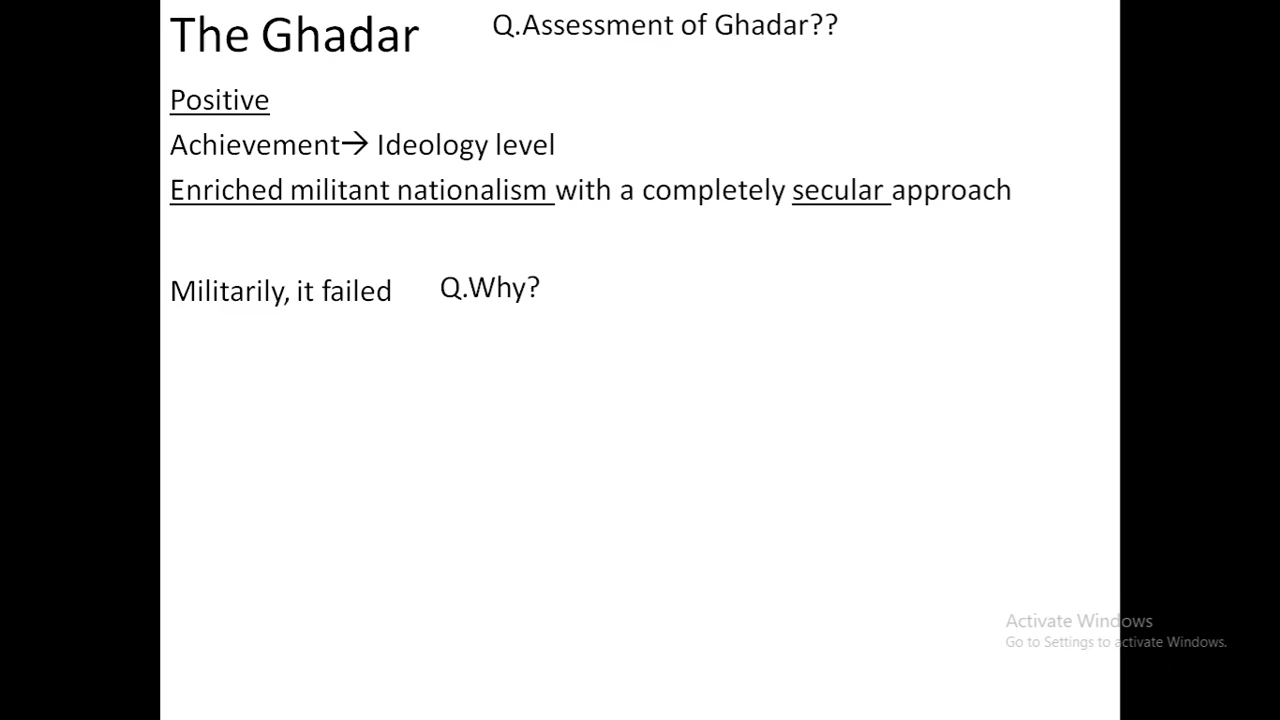 The Ghadar
Q.Assessment of Ghadar??
Positive
Achievement→ Ideology level
Enriched militant nationalism with a completely secular approach
Militarily, it failed
Q.Why?
Activate Windows
Go to Settings to activate Windows.